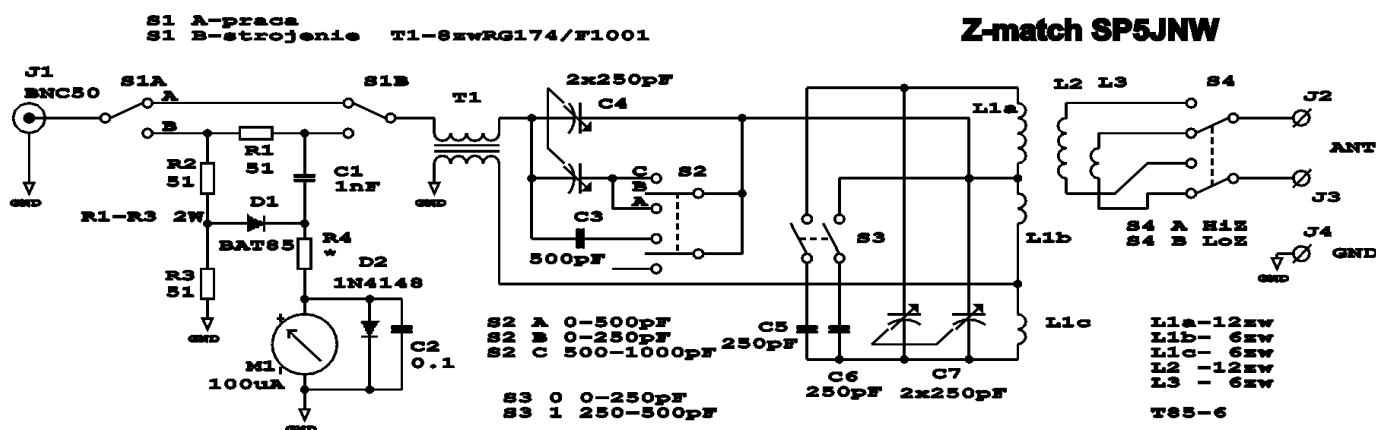 S1 A-praca
S1 B-strojenie T1-8zwRG174/F1001
Z-match SP5JNW
J1
BNC50
S1A
A
B
S1B
T1
2x250pF
C4
L1a
L2 L3
S4
J2
ANT
J3
R2
51
R1
51
C1
1nF
C
B
A
S2
R1-R3 2W
D1
BAT85
R4
*
C3
500pF
S3
L1b
S4 A HiZ
S4 B LoZ
J4
GND
GND
GND
GND
R3
51
D2
1N4148
GND
M1
100uA
+
-
C2
0.1
GND
S2 A 0-500pF
S2 B 0-250pF
S2 C 500-1000pF
S3 0 0-250pF
S3 1 250-500pF
C5
250pF
C6
250pF
C7
2x250pF
L1c
L1a-12zw
L1b- 6zw
L1c- 6zw
L2 -12zw
L3 - 6zw
T85-6